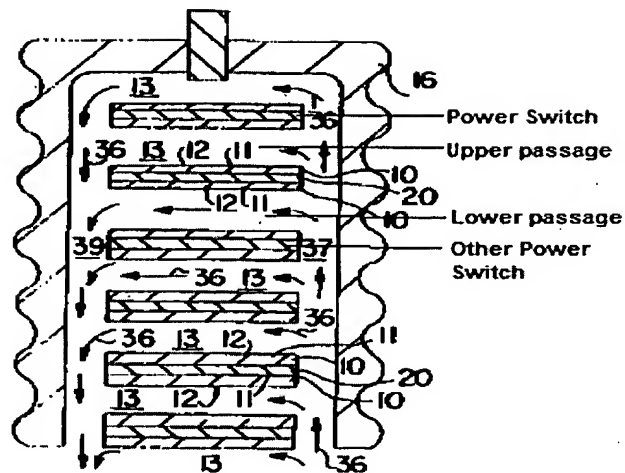 13
16
36
Power Switch
Upper passage
36 13 12 11
10
20
12 11
10
Lower passage
39
37
Other Power
Switch
36 13
36
36 13 12
11
10
20
13 12 11
10
36
13